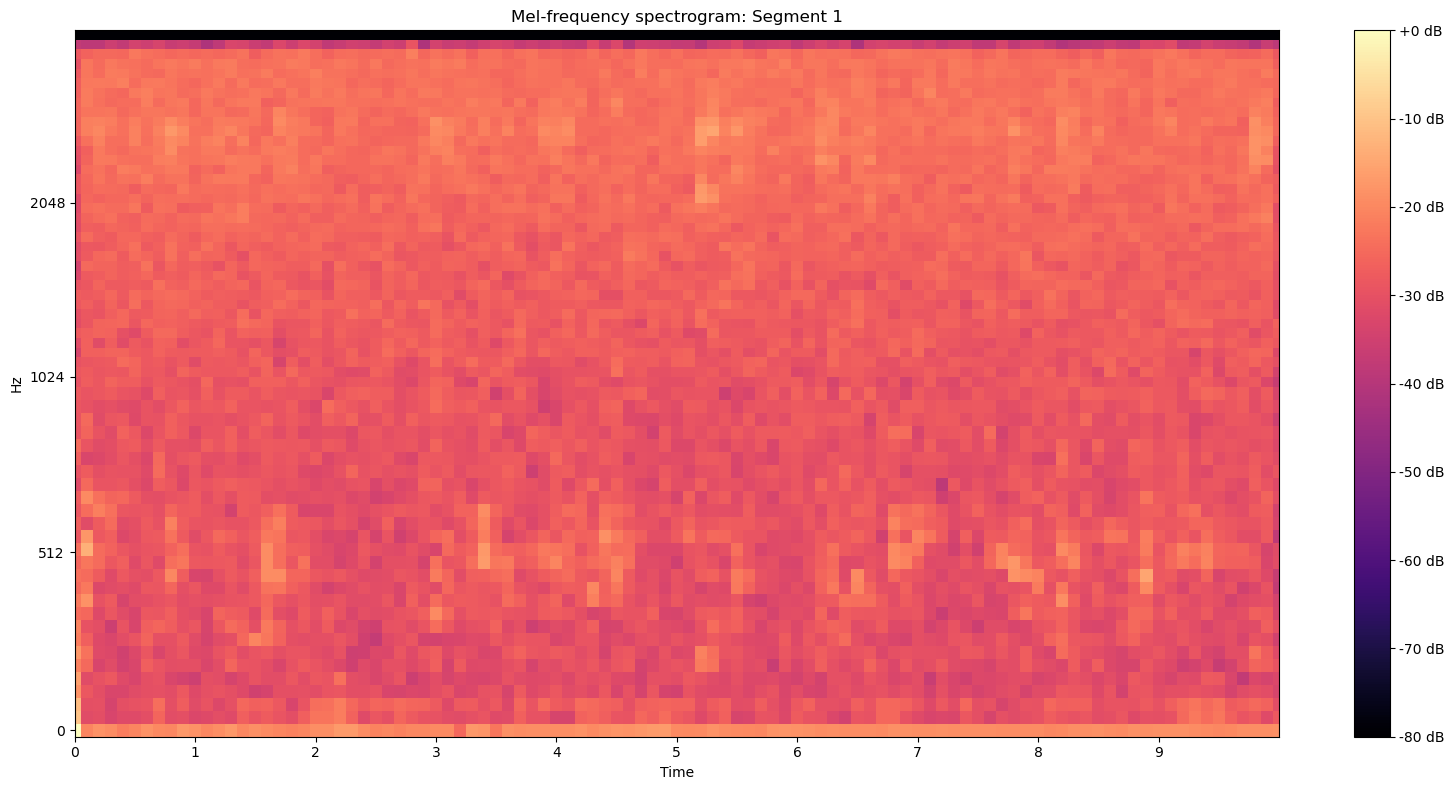 Mel-frequency spectrogram: Segment 1
Hz
2048
1024
512
0
0 1 2 3 4 5 6 7 8 9
Time
+0 dB
-10 dB
-20 dB
-30 dB
-40 dB
-50 dB
-60 dB
-70 dB
-80 dB